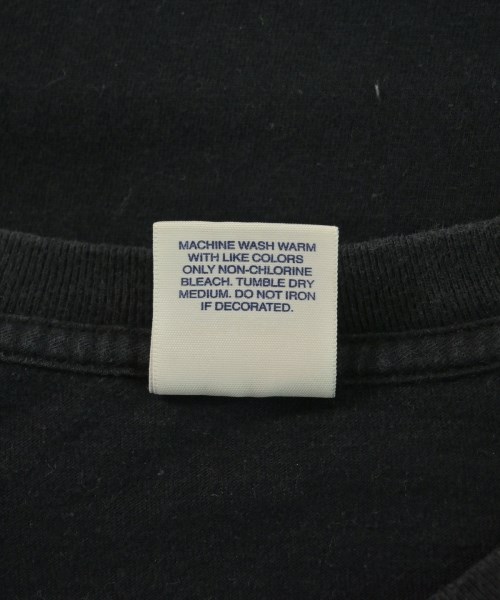 MACHINE WASH WARM
WITH LIKE COLORS
ONLY NON-CHLORINE
BLEACH. TUMBLE DRY
MEDIUM. DO NOT IRON
IF DECORATED.